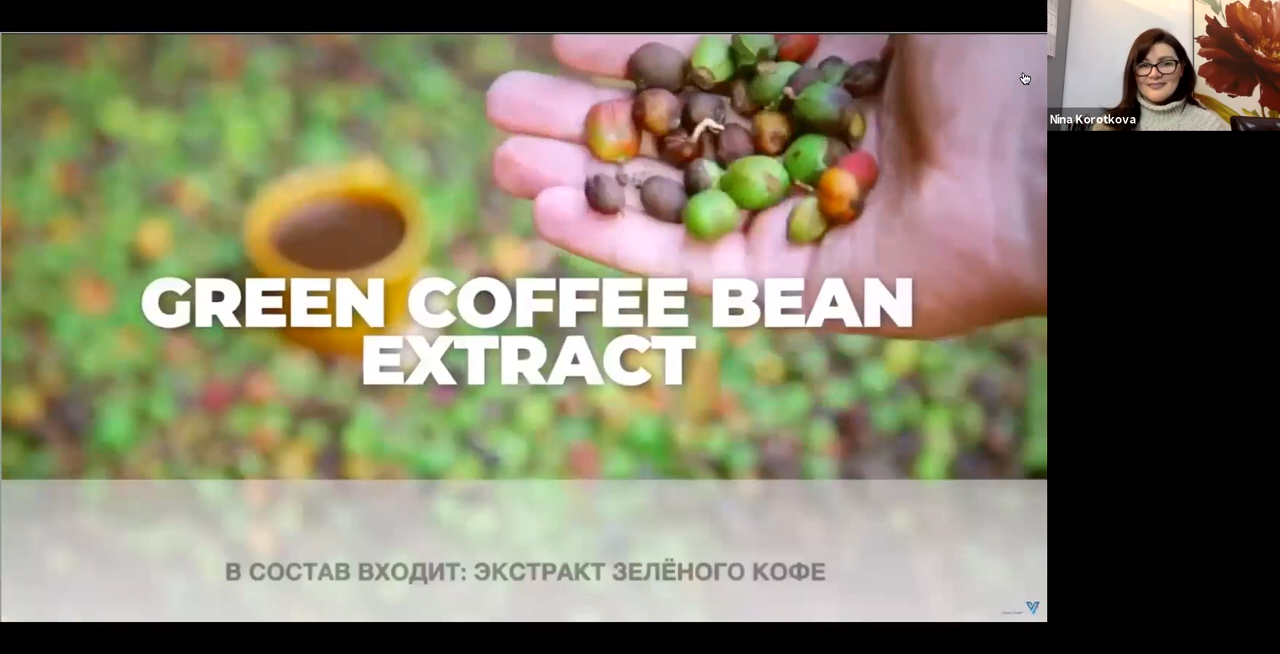 Nina Korotkova
GREEN COFFEE BEAN
EXTRACT
В СОСТАВ ВХОДИТ: ЭКСТРАКТ ЗЕЛЁНОГО КОФЕ